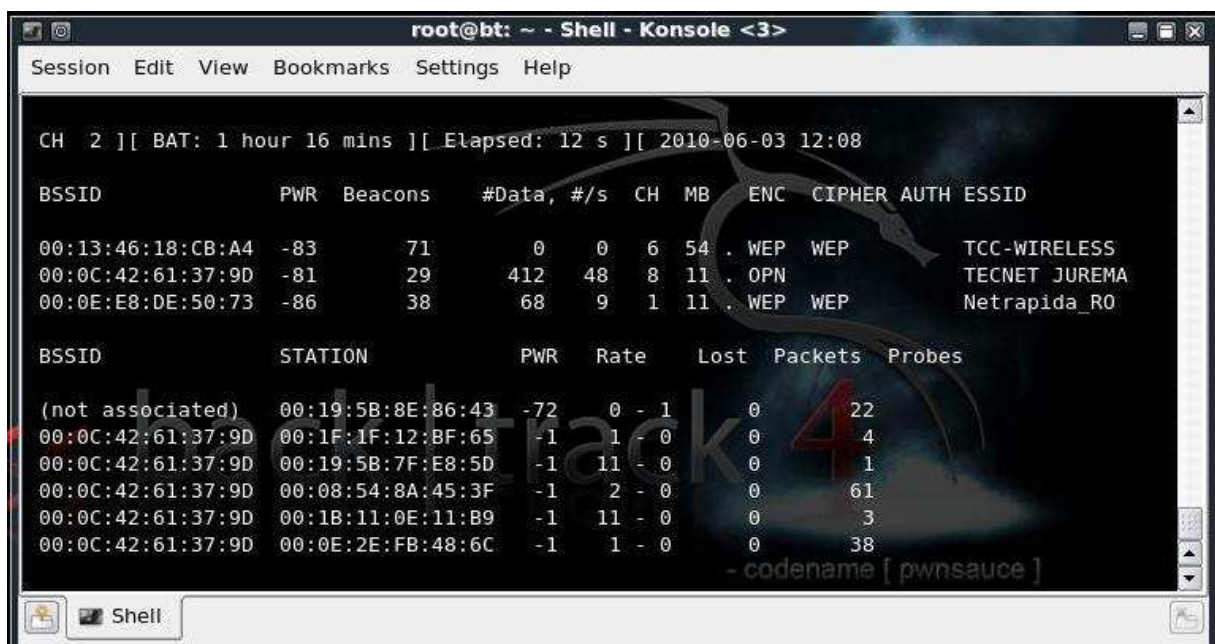 root@bt: ~ - Shell - Konsole <3>
Session Edit View Bookmarks Settings Help
CH 2 ][ BAT: 1 hour 16 mins ][ Elapsed: 12 s ][ 2010-06-03 12:08
BSSID PWR Beacons #Data, #/s CH MB ENC CIPHER AUTH ESSID
00:13:46:18:CB:A4 -83 71 0 0 6 54 . WEP WEP TCC-WIRELESS
00:0C:42:61:37:9D -81 29 412 48 8 11 . OPN TECNET JUREMA
00:0E:E8:DE:50:73 -86 38 68 9 1 11 . WEP WEP Netrapida_RO
BSSID STATION PWR Rate Lost Packets Probes
(not associated) 00:19:5B:8E:86:43 -72 0 - 1 0 22
00:0C:42:61:37:9D 00:1F:1F:12:BF:65 -1 1 - 0 0 4
00:0C:42:61:37:9D 00:19:5B:7F:E8:5D -1 11 - 0 0 1
00:0C:42:61:37:9D 00:08:54:8A:45:3F -1 2 - 0 0 61
00:0C:42:61:37:9D 00:1B:11:0E:11:B9 -1 11 - 0 0 3
00:0C:42:61:37:9D 00:0E:2E:FB:48:6C -1 1 - 0 0 38
back|track 4
- codename [ pwnsauce ]
Shell